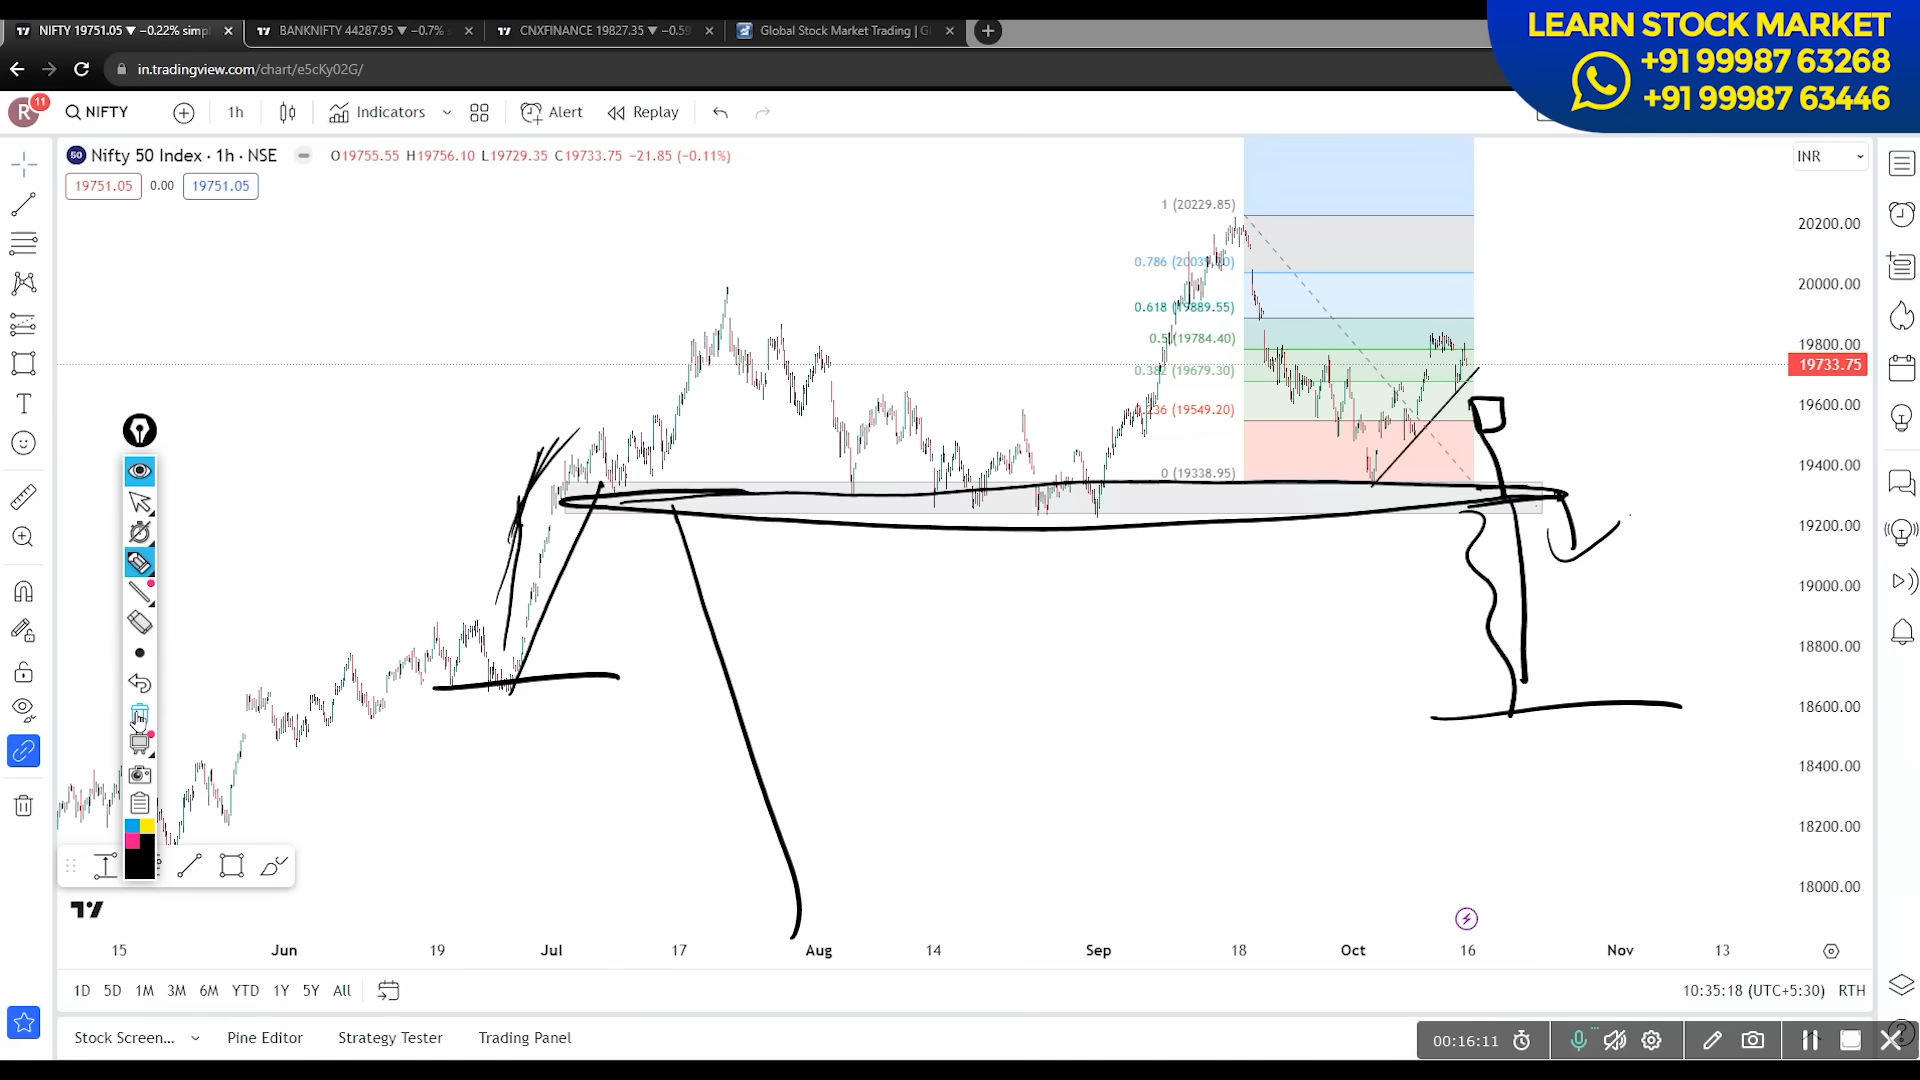 NIFTY 19751.05 ▼ −0.22% simpl
BANKNIFTY 44287.95 ▼ −0.7%
CNXFINANCE 19827.35 ▼ −0.59
Global Stock Market Trading |
LEARN STOCK MARKET
+91 99987 63268
+91 99987 63446
in.tradingview.com/chart/e5cKy02G/
R 11
NIFTY
1h
Indicators
Alert
Replay
50 Nifty 50 Index · 1h · NSE
O19755.55 H19756.10 L19729.35 C19733.75 −21.85 (−0.11%)
INR
19751.05 0.00 19751.05
1 (20229.85)
0.786
0.618 (19889.55)
0.5 (19784.40)
0.382 (19679.30)
0.236 (19549.20)
0 (19338.95)
20200.00
20000.00
19800.00
19733.75
19600.00
19400.00
19200.00
19000.00
18800.00
18600.00
18400.00
18200.00
18000.00
15 Jun 19 Jul 17 Aug 14 Sep 18 Oct 16 Nov 13
1D 5D 1M 3M 6M YTD 1Y 5Y All
10:35:18 (UTC+5:30) RTH
Stock Screen... Pine Editor Strategy Tester Trading Panel
00:16:11